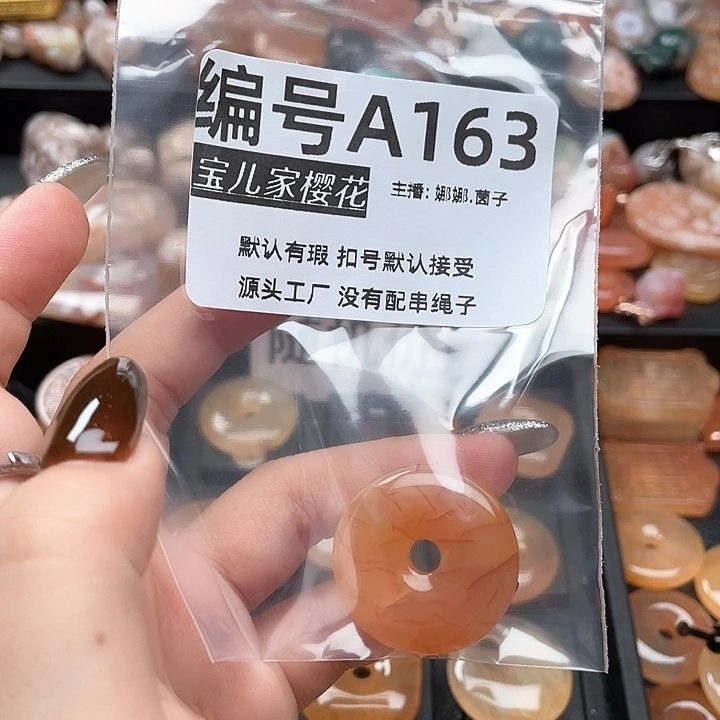 编号A163
宝儿家樱花
主播:娜娜.茵子
默认有瑕 扣号默认接受
源头工厂 没有配串绳子